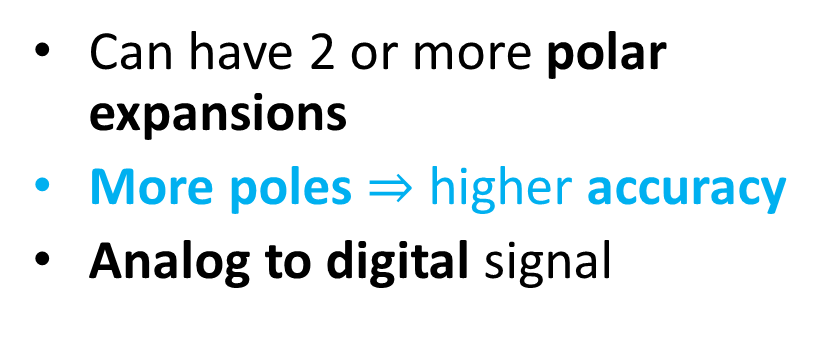 • Can have 2 or more polar
expansions
• More poles ⇒ higher accuracy
• Analog to digital signal